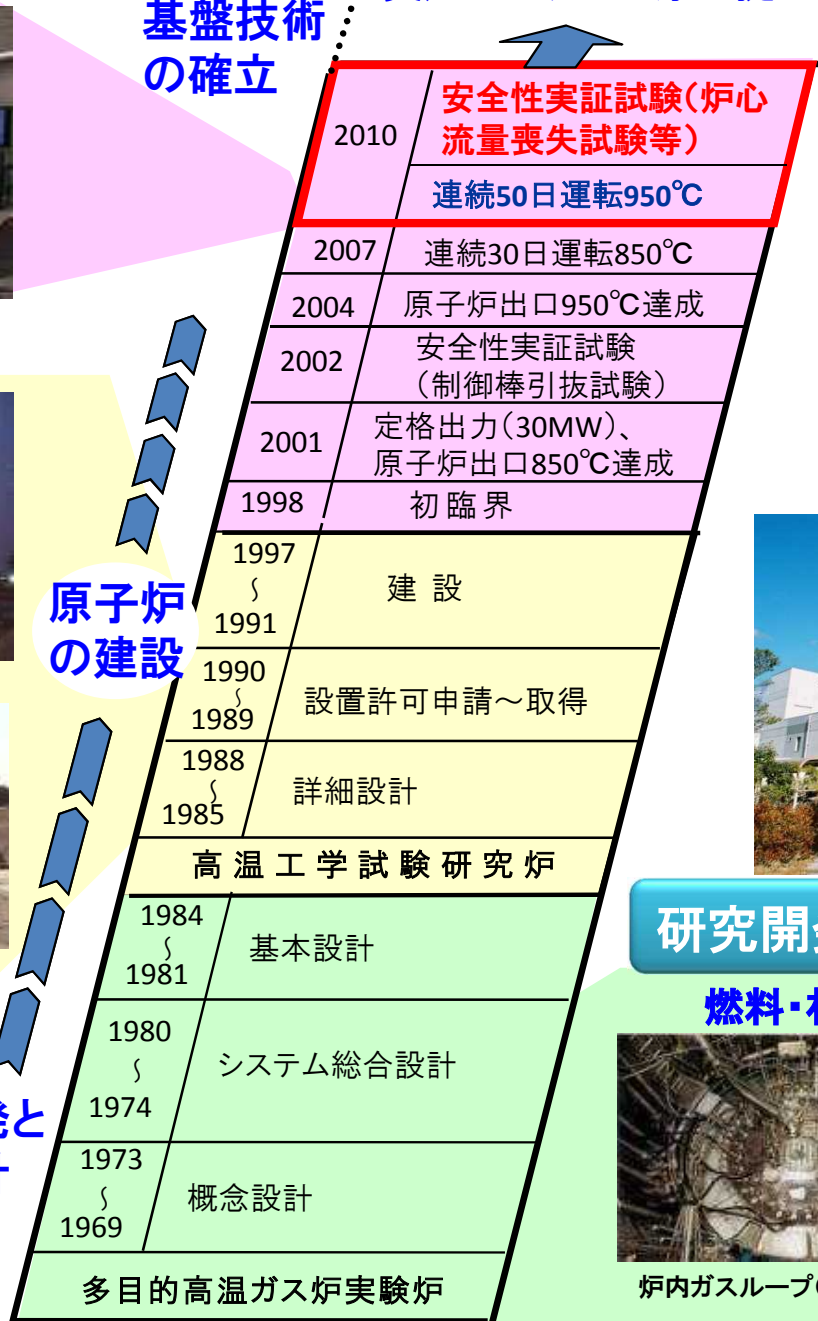 基盤技術
の確立
2010
安全性実証試験（炉心
流量喪失試験等）
連続50日運転950℃
2007
連続30日運転850℃
2004
原子炉出口950℃達成
2002
安全性実証試験
（制御棒引抜試験）
2001
定格出力（30MW）、
原子炉出口850℃達成
1998
初臨界
1997
〜
1991
建設
原子炉
の建設
1990
〜
1989
設置許可申請～取得
1988
〜
1985
詳細設計
高温工学試験研究炉
1984
〜
1981
基本設計
研究開
燃料・
1980
〜
1974
システム総合設計
と
1973
〜
1969
概念設計
多目的高温ガス炉実験炉
炉内ガスループ（